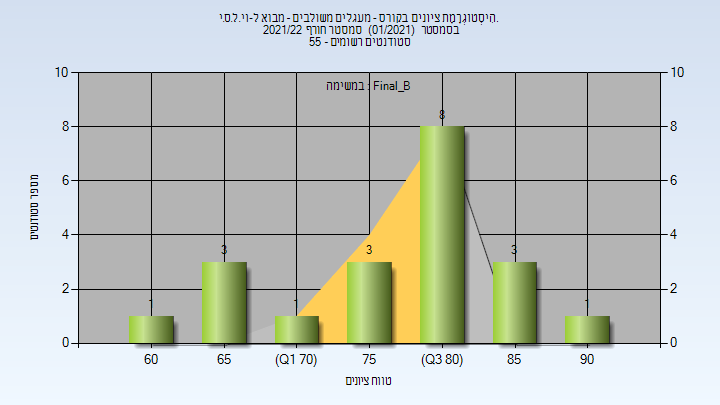 היסטוגרמת ציונים בקורס - מעגלים משולבים - מבוא ל-וי.ל.ס.י.
בסמסטר (01/2021) סמסטר חורף 2021/22
55 - סטודנטים רשומים
במשימה : Final_B
מספר סטודנטים
10 10
8 8
6 6
4 4
2 2
0 0
1 3 1 3 8 3 1
60 65 (Q1 70) 75 (Q3 80) 85 90
טווח ציונים